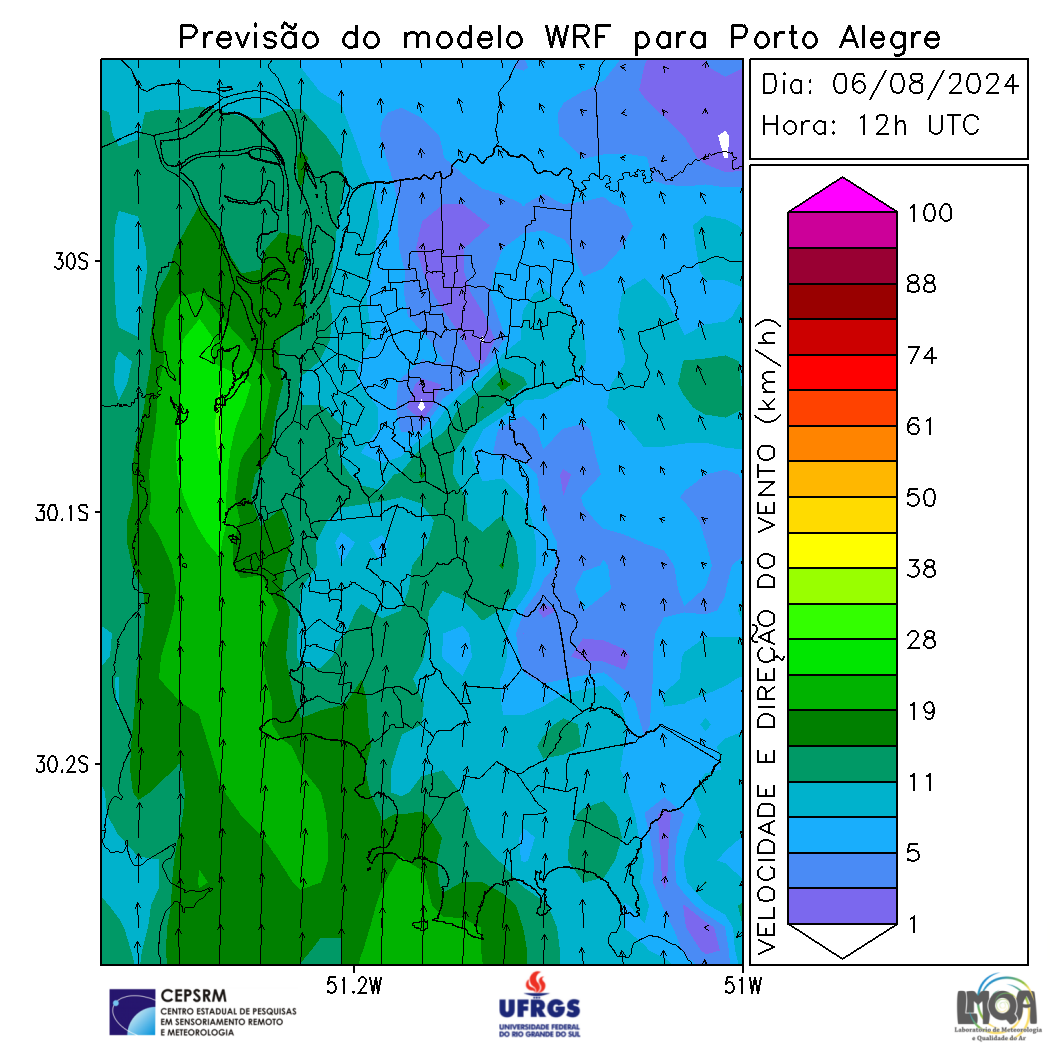 Previsão do modelo WRF para Porto Alegre
Dia: 06/08/2024
Hora: 12h UTC
30S
30.1S
30.2S
51.2W
51W
VELOCIDADE E DIREÇÃO DO VENTO (km/h)
100
88
74
61
50
38
28
19
11
5
1
CEPSRM
CENTRO ESTADUAL DE PESQUISAS
EM SENSORIAMENTO REMOTO
E METEOROLOGIA
UFRGS
UNIVERSIDADE FEDERAL
DO RIO GRANDE DO SUL
LMQA
Laboratório de Meteorologia
e Qualidade do Ar